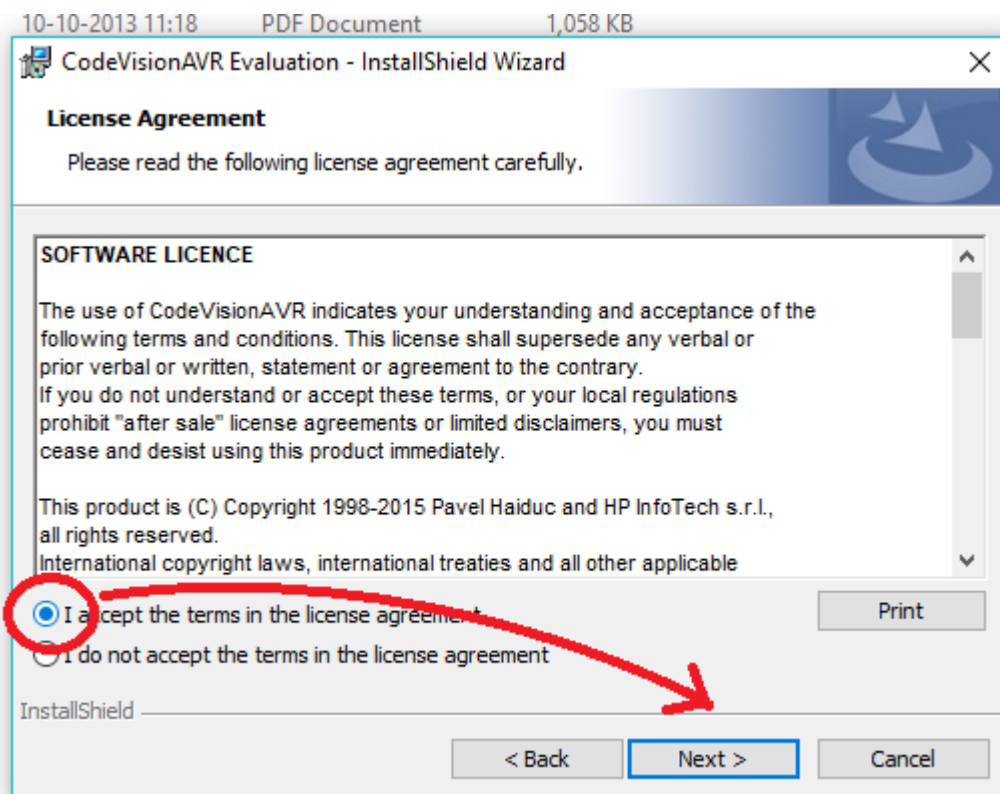 10-10-2013 11:18 PDF Document 1,058 KB
CodeVisionAVR Evaluation - InstallShield Wizard
License Agreement
Please read the following license agreement carefully.
SOFTWARE LICENCE
The use of CodeVisionAVR indicates your understanding and acceptance of the
following terms and conditions. This license shall supersede any verbal or
prior verbal or written, statement or agreement to the contrary.
If you do not understand or accept these terms, or your local regulations
prohibit "after sale" license agreements or limited disclaimers, you must
cease and desist using this product immediately.
This product is (C) Copyright 1998-2015 Pavel Haiduc and HP InfoTech s.r.l.,
all rights reserved.
International copyright laws, international treaties and all other applicable
I accept the terms in the license agreement
Print
I do not accept the terms in the license agreement
InstallShield
< Back Next > Cancel